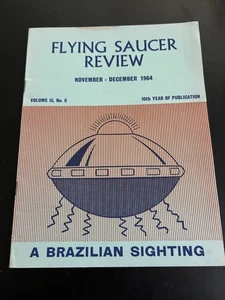 FLYING SAUCER
REVIEW
NOVEMBER - DECEMBER 1964
VOLUME 10, No. 6 10th YEAR OF PUBLICATION
A BRAZILIAN SIGHTING